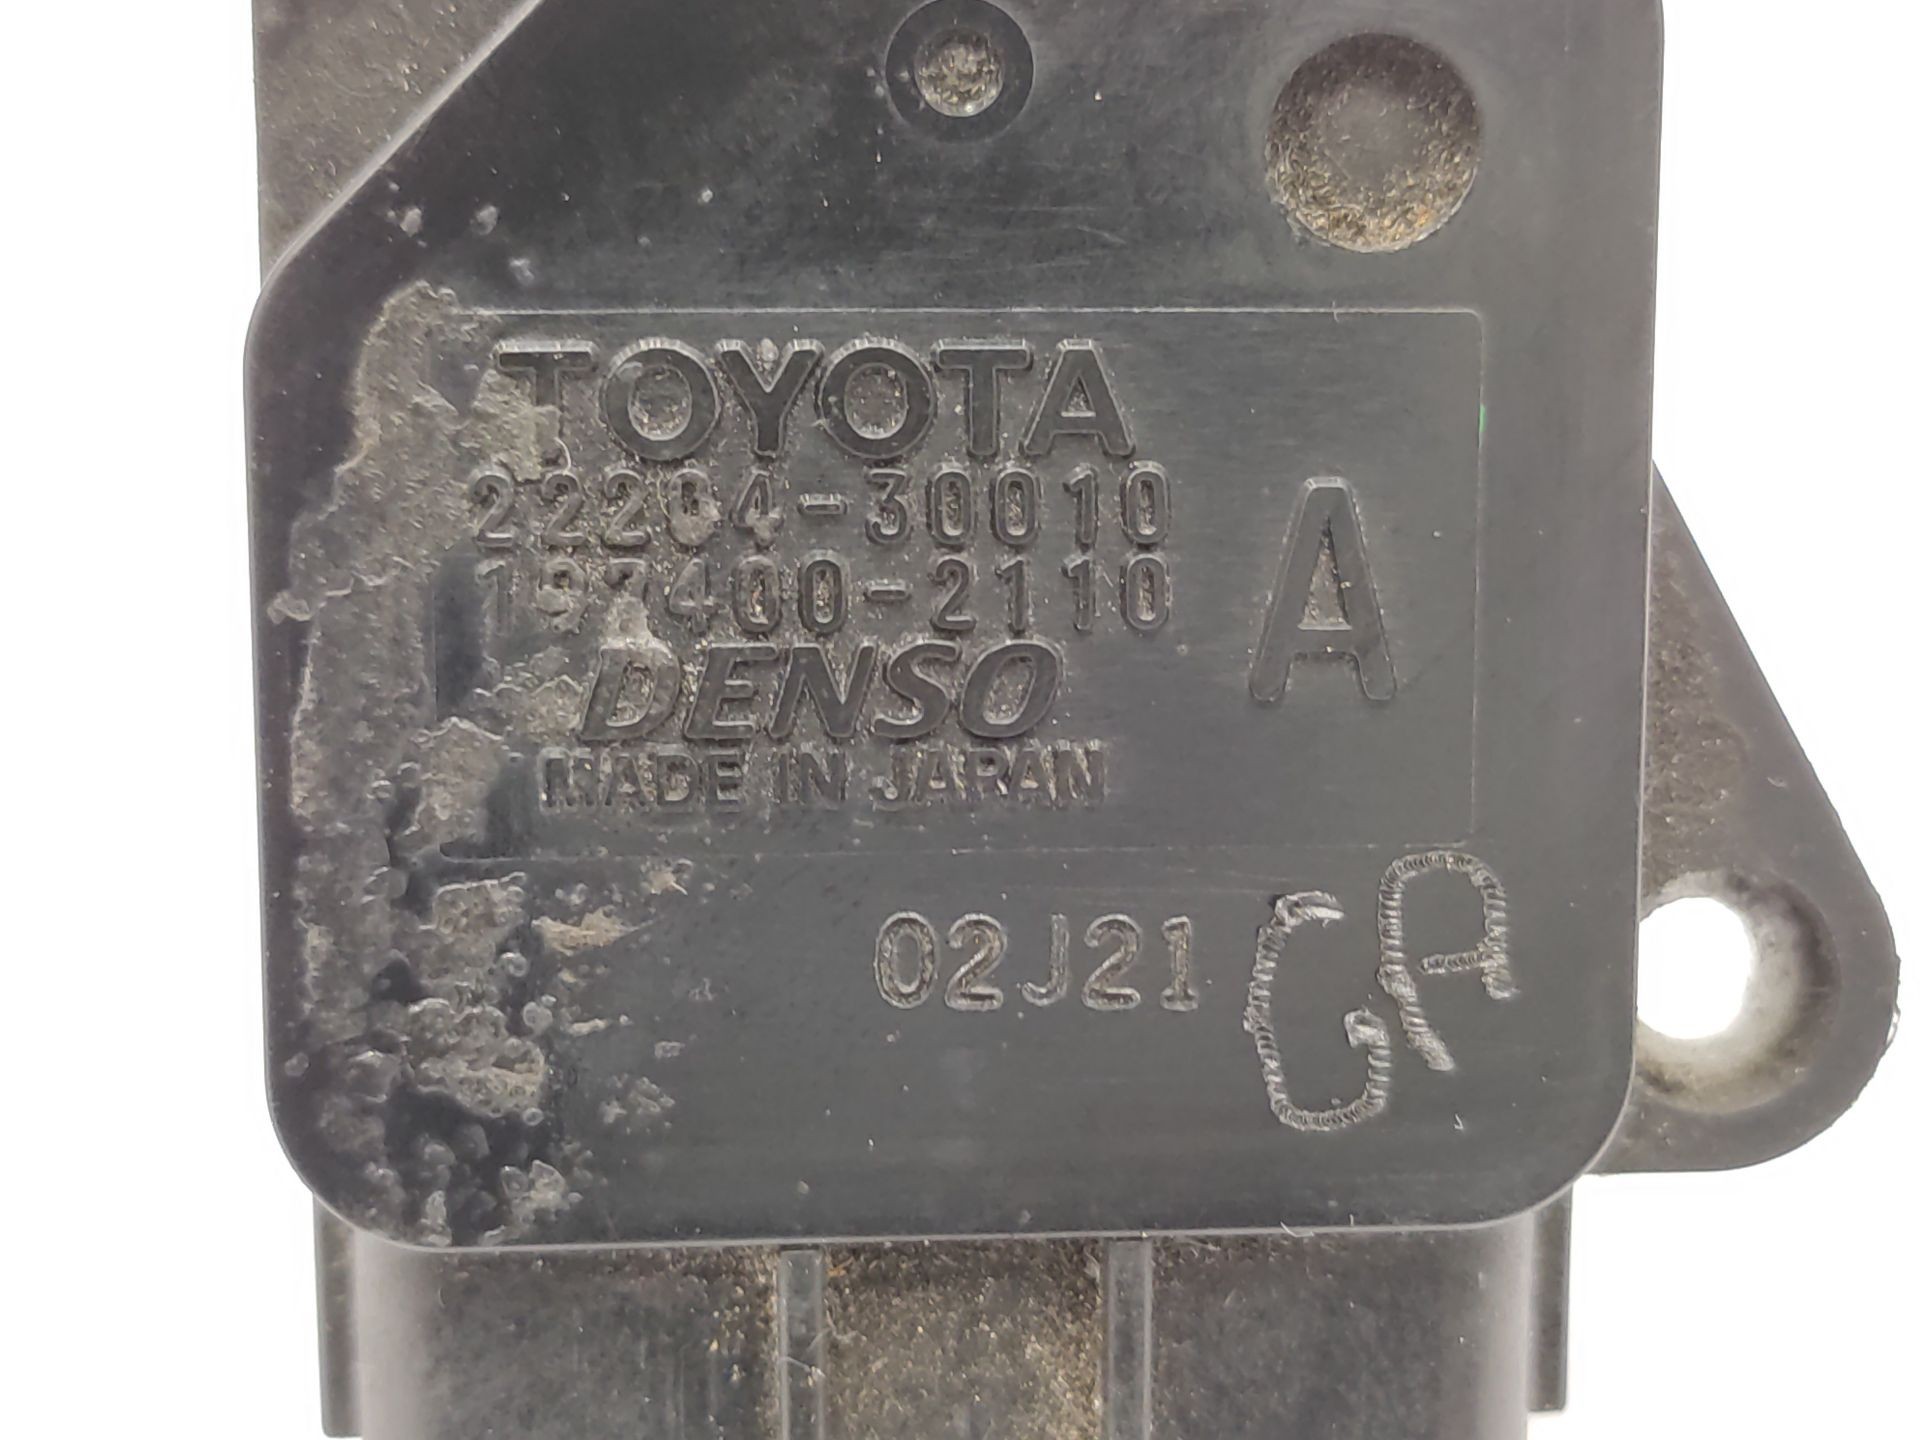 TOYOTA
22204-30010
197400-2110
DENSO
MADE IN JAPAN
A
02J21
GA